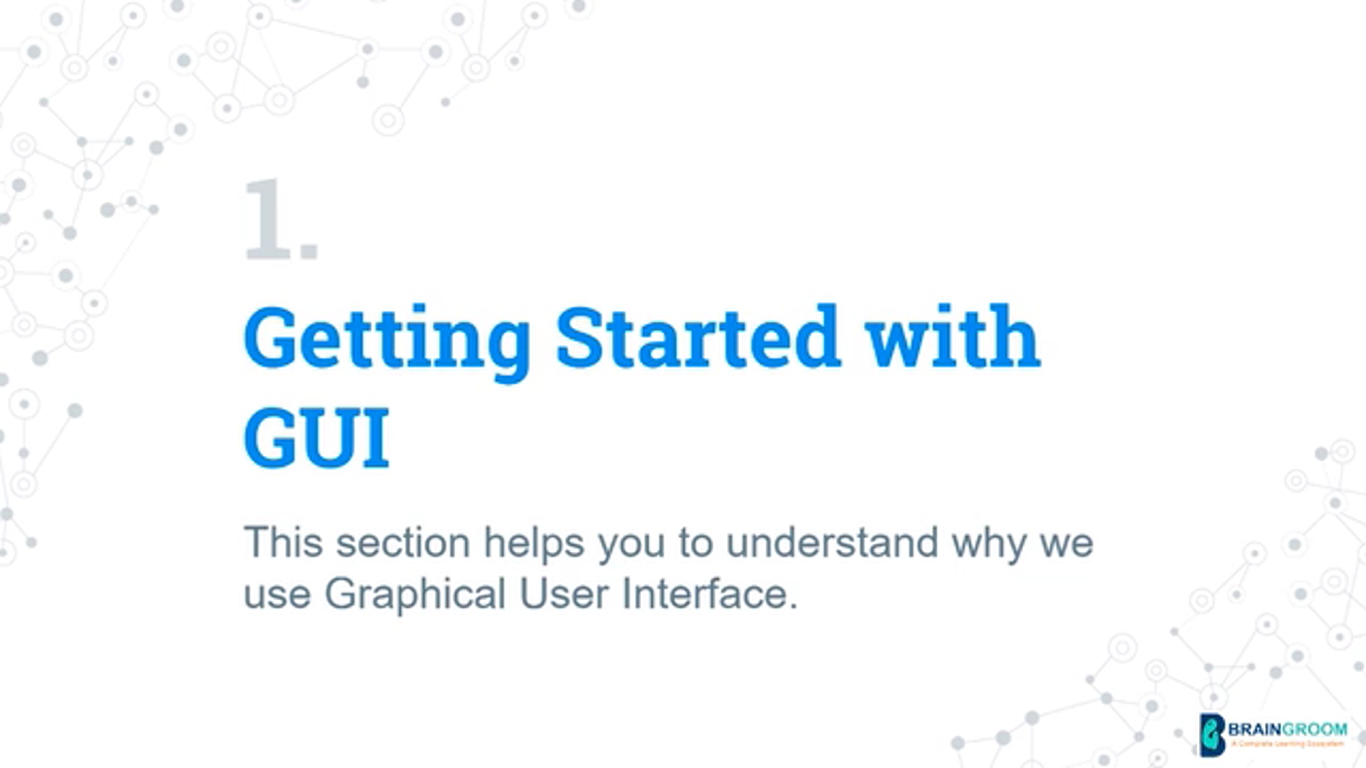 1.
Getting Started with
GUI
This section helps you to understand why we
use Graphical User Interface.
BRAINGROOM
A Complete Learning Ecosystem